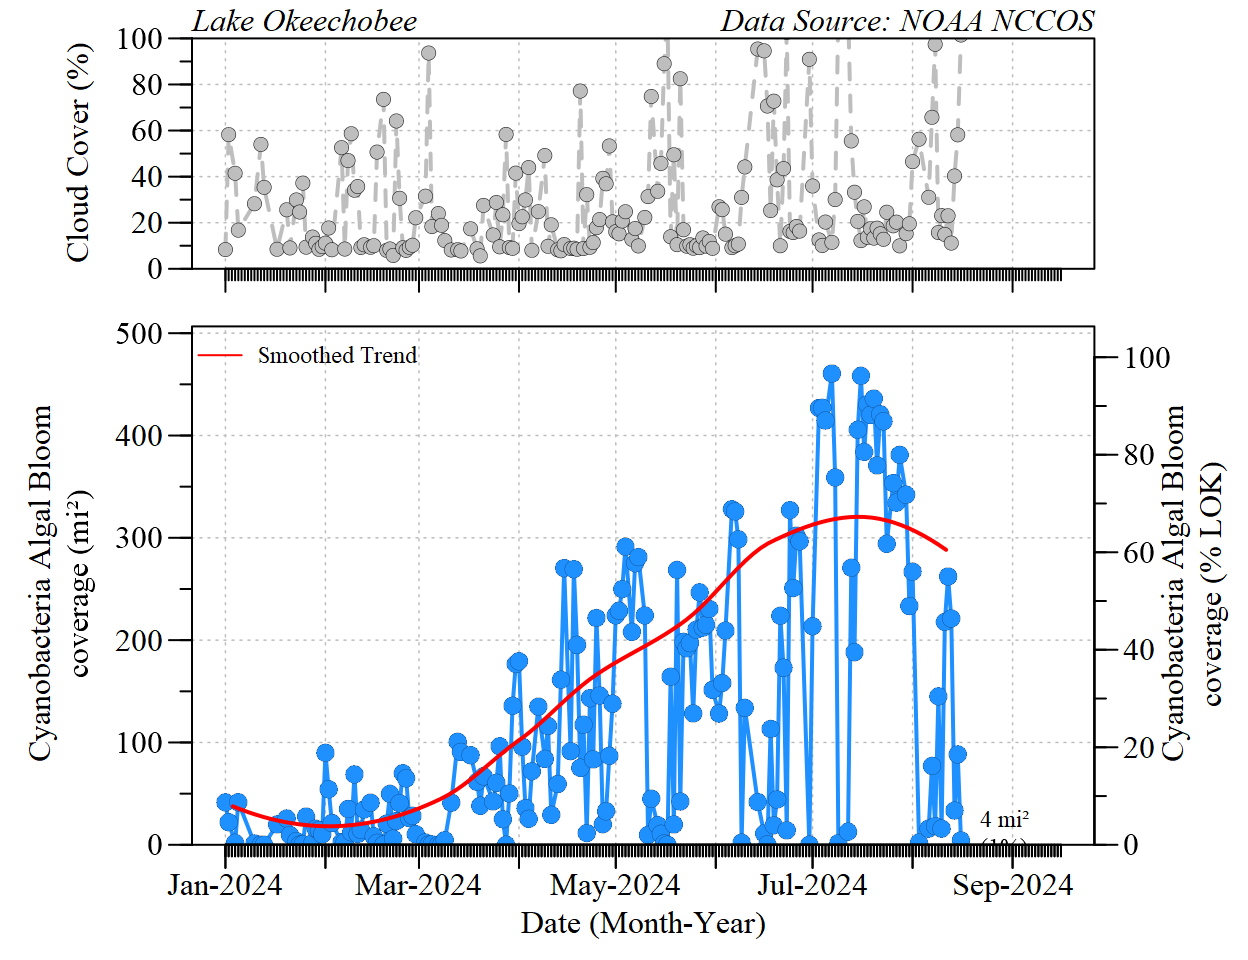 Lake Okeechobee
Data Source: NOAA NCCOS
Cloud Cover (%)
100
80
60
40
20
0
Smoothed Trend
Cyanobacteria Algal Bloom
coverage (mi²)
500
400
300
200
100
0
100
80
60
40
20
0
Cyanobacteria Algal Bloom
coverage (% LOK)
4 mi²
(1%)
Jan-2024
Mar-2024
May-2024
Jul-2024
Sep-2024
Date (Month-Year)